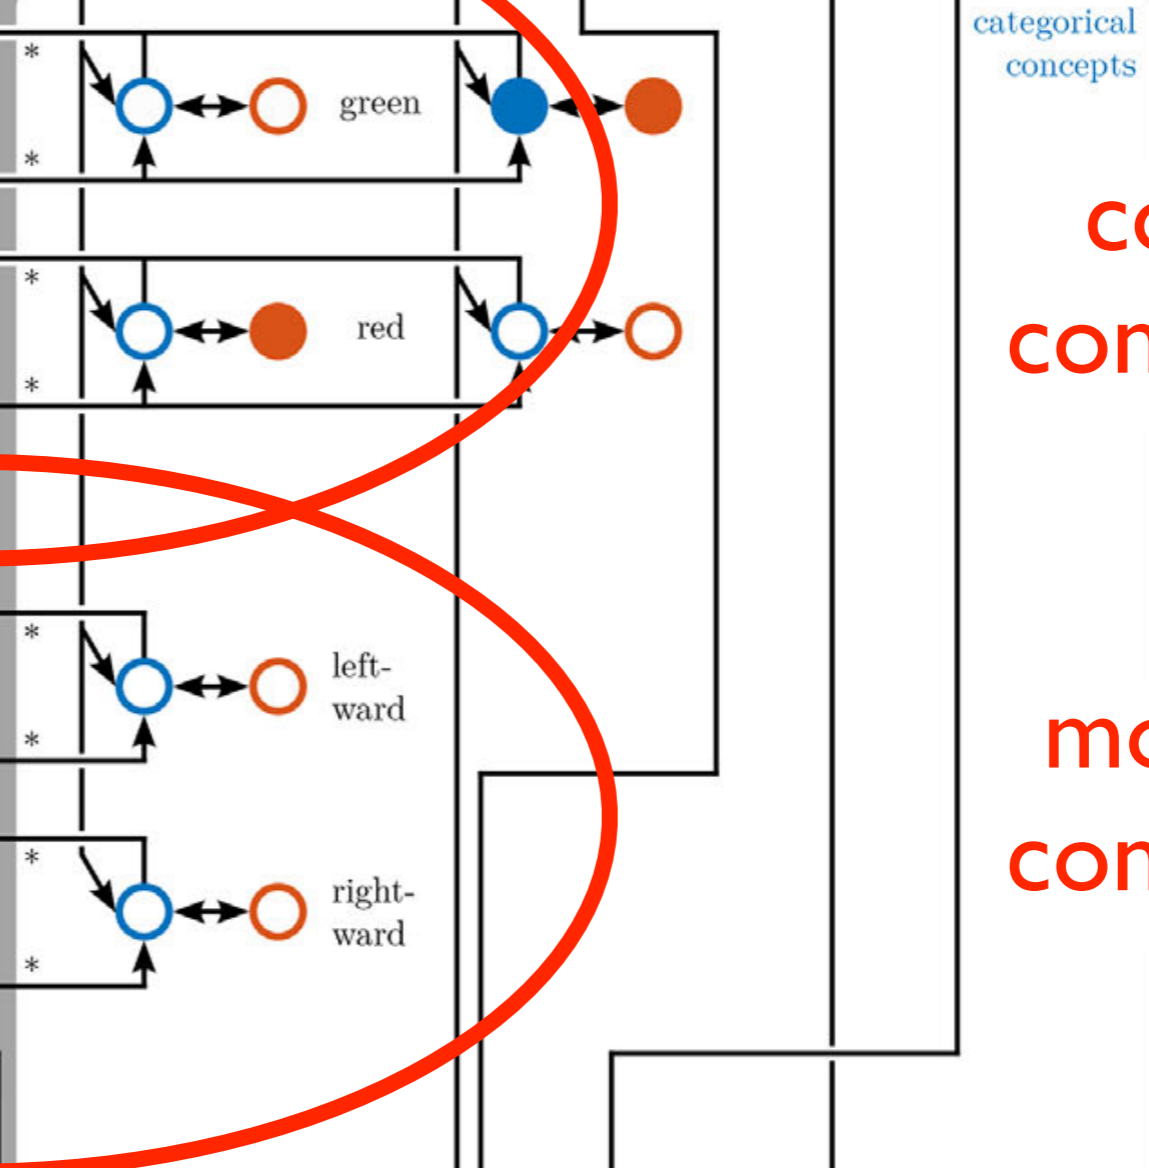 categorical
concepts
*
green
*
*
red
*
*
left-
ward
*
*
right-
ward
*